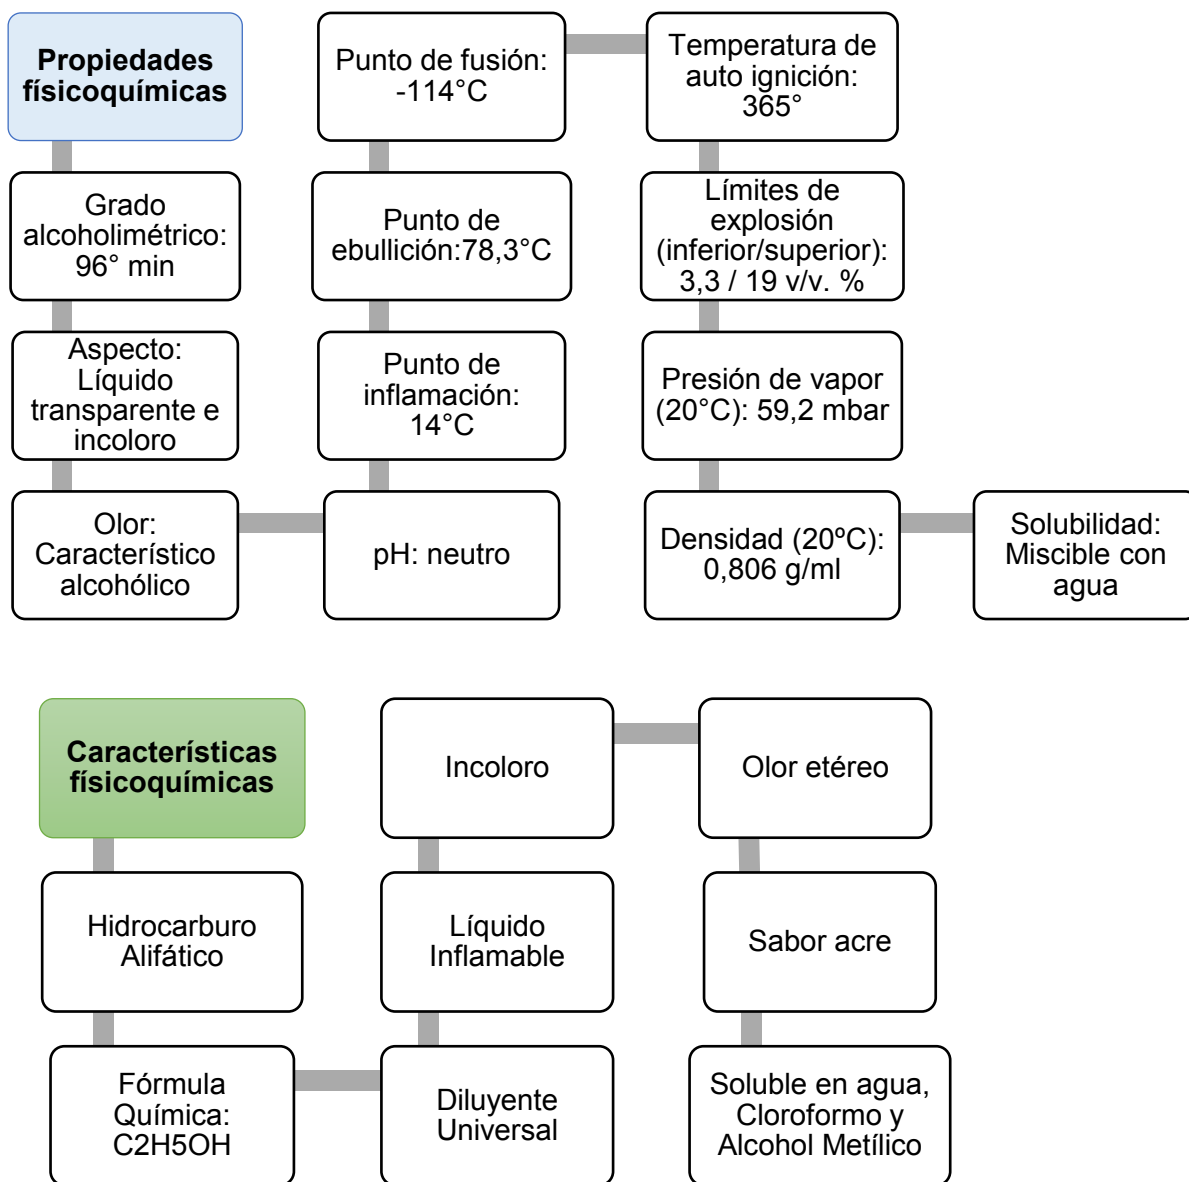 Propiedades
físicoquímicas
Grado
alcoholimétrico:
96° min
Aspecto:
Líquido
transparente e
incoloro
Olor:
Característico
alcohólico
pH: neutro
Punto de
inflamación:
14°C
Punto de
ebullición:78,3°C
Punto de fusión:
-114°C
Temperatura de
auto ignición:
365°
Límites de
explosión
(inferior/superior):
3,3 / 19 v/v. %
Presión de vapor
(20°C): 59,2 mbar
Densidad (20ºC):
0,806 g/ml
Solubilidad:
Miscible con
agua
Características
físicoquímicas
Hidrocarburo
Alifático
Fórmula
Química:
C2H5OH
Diluyente
Universal
Líquido
Inflamable
Incoloro
Olor etéreo
Sabor acre
Soluble en agua,
Cloroformo y
Alcohol Metílico